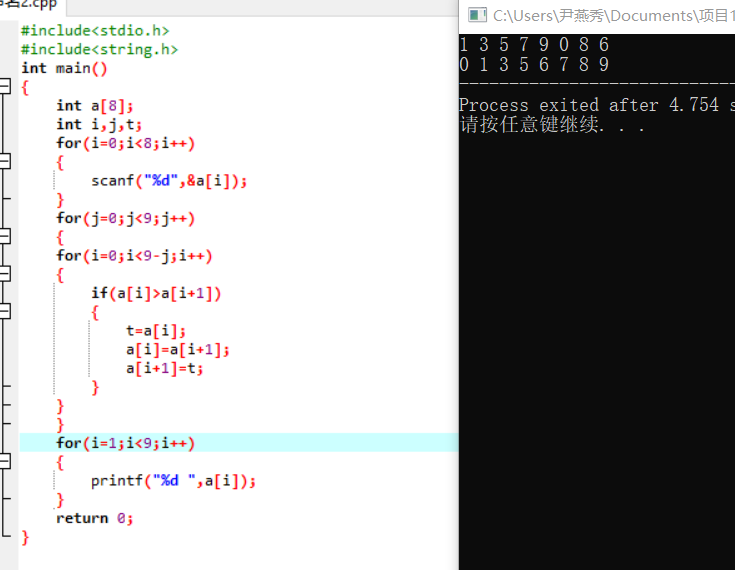 名2.cpp
#include<stdio.h>
#include<string.h>
int main()
{
int a[8];
int i,j,t;
for(i=0;i<8;i++)
{
scanf("%d",&a[i]);
}
for(j=0;j<9;j++)
{
for(i=0;i<9-j;i++)
{
if(a[i]>a[i+1])
{
t=a[i];
a[i]=a[i+1];
a[i+1]=t;
}
}
}
for(i=1;i<9;i++)
{
printf("%d ",a[i]);
}
return 0;
}
C:\Users\尹燕秀\Documents\项目1
1 3 5 7 9 0 8 6
0 1 3 5 6 7 8 9
--------------------------------
Process exited after 4.754 s
请按任意键继续. . .